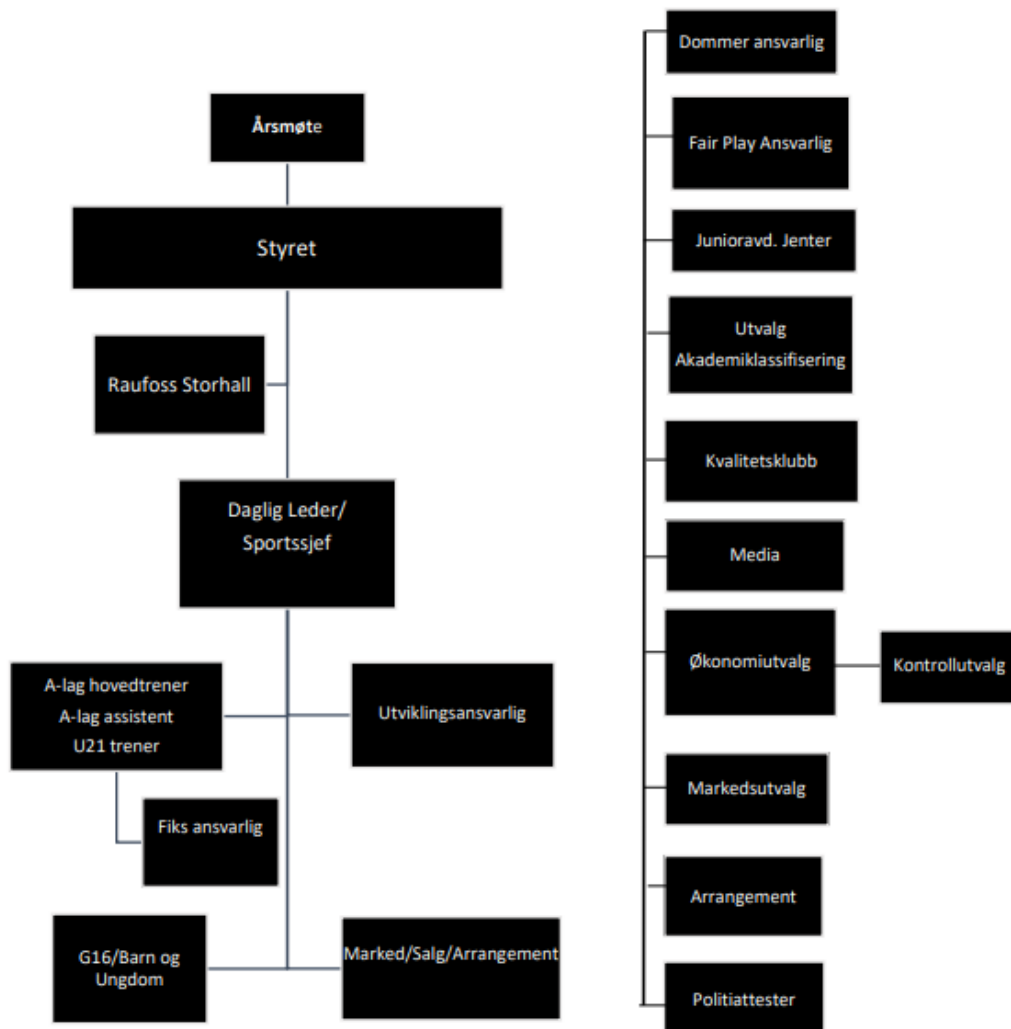 Årsmøte
Styret
Raufoss Storhall
Daglig Leder/
Sportssjef
A-lag hovedtrener
A-lag assistent
U21 trener
Utviklingsansvarlig
Fiks ansvarlig
G16/Barn og
Ungdom
Marked/Salg/Arrangement
Dommer ansvarlig
Fair Play Ansvarlig
Junioravd. Jenter
Utvalg
Akademiklassifisering
Kvalitetsklubb
Media
Økonomiutvalg
Kontrollutvalg
Markedsutvalg
Arrangement
Politiattester